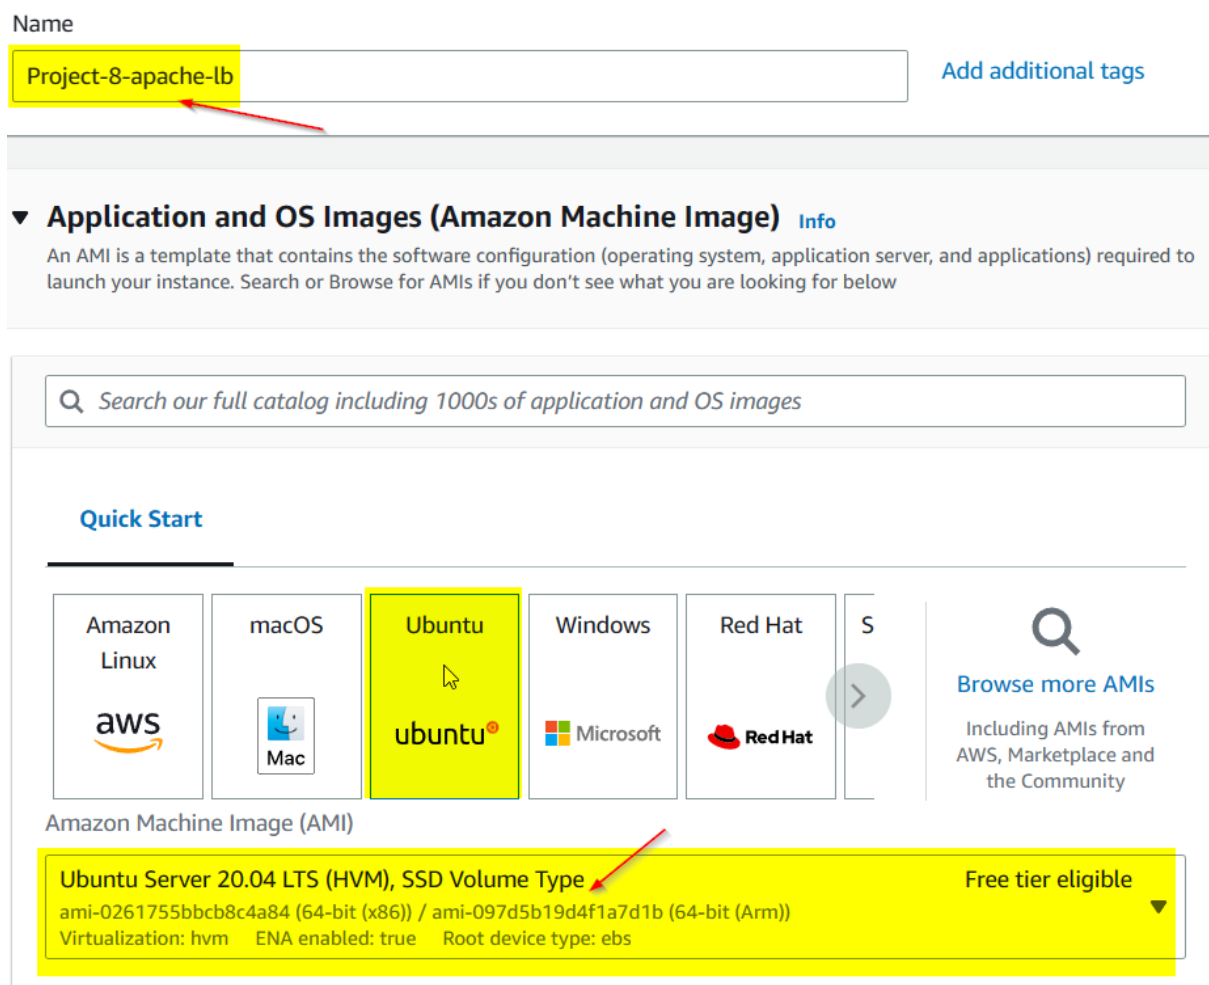 Name
Project-8-apache-lb
Add additional tags
Application and OS Images (Amazon Machine Image) Info
An AMI is a template that contains the software configuration (operating system, application server, and applications) required to
launch your instance. Search or Browse for AMIs if you don't see what you are looking for below
Search our full catalog including 1000s of application and OS images
Quick Start
Amazon
Linux
aws
macOS
Mac
Ubuntu
ubuntu
Windows
Microsoft
Red Hat
Red Hat
S
Browse more AMIs
Including AMIs from
AWS, Marketplace and
the Community
Amazon Machine Image (AMI)
Ubuntu Server 20.04 LTS (HVM), SSD Volume Type
Free tier eligible
ami-0261755bbcb8c4a84 (64-bit (x86)) / ami-097d5b19d4f1a7d1b (64-bit (Arm))
Virtualization: hvm ENA enabled: true Root device type: ebs